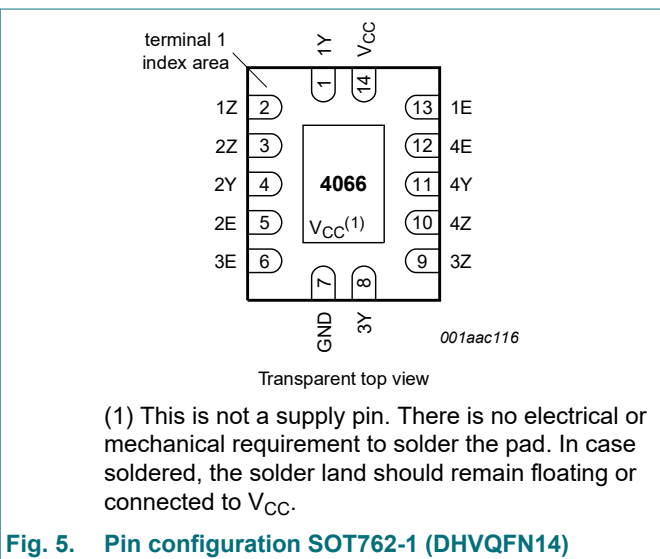 terminal 1
index area
1Y
VCC
1
14
1Z 2
13 1E
2Z 3
12 4E
2Y 4
4066
11 4Y
2E 5
VCC(1)
10 4Z
3E 6
9 3Z
7
8
GND
3Y
001aac116
Transparent top view
(1) This is not a supply pin. There is no electrical or
mechanical requirement to solder the pad. In case
soldered, the solder land should remain floating or
connected to VCC.
Fig. 5. Pin configuration SOT762-1 (DHVQFN14)